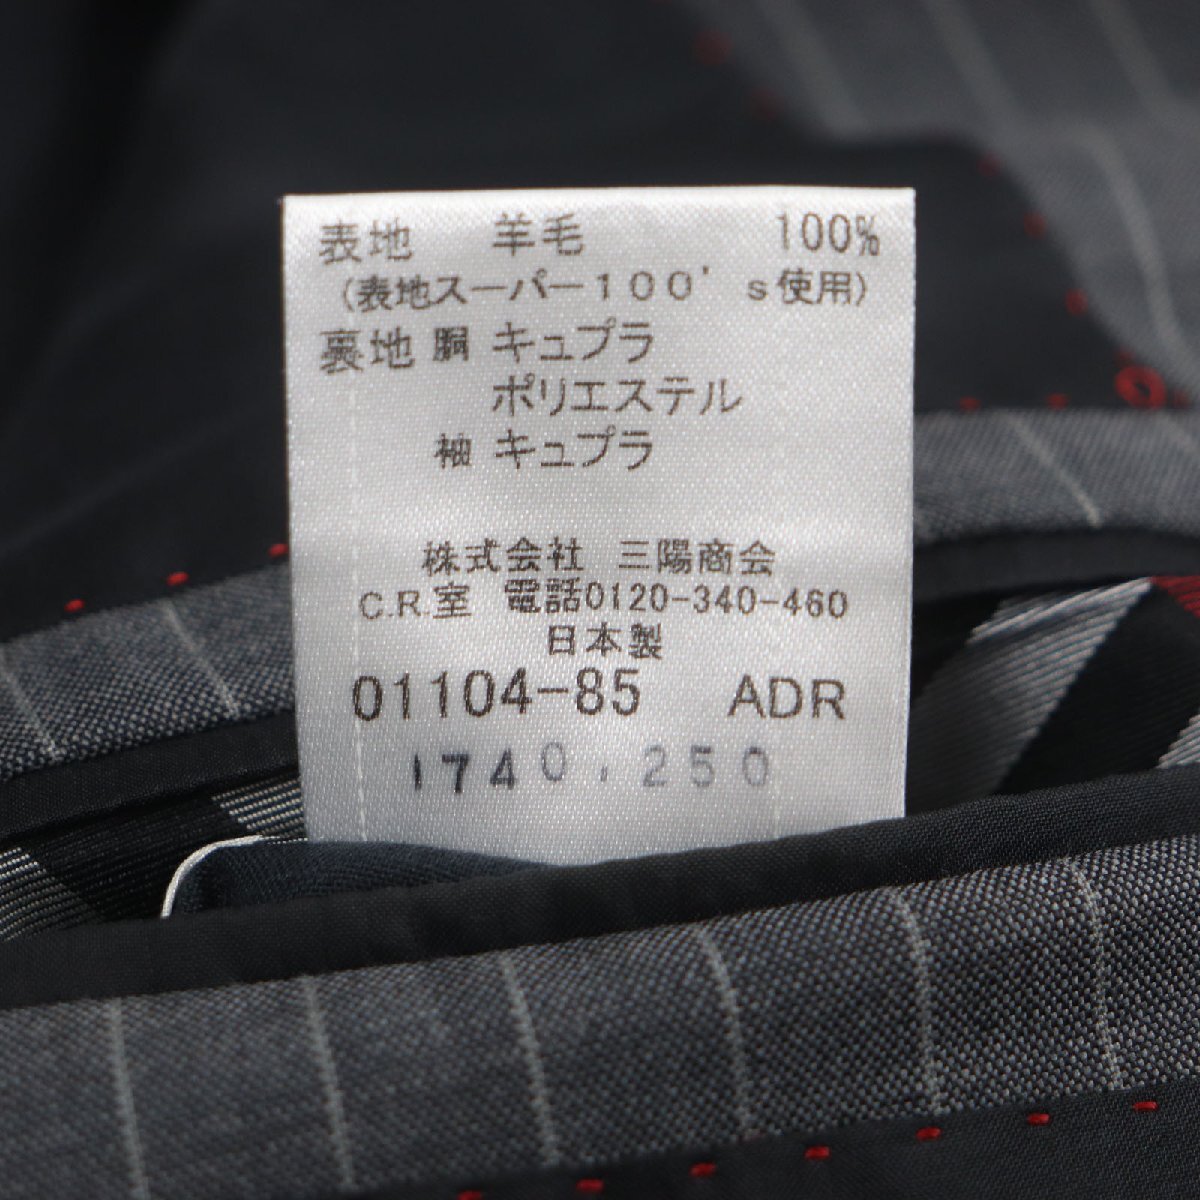 表地 羊毛 100%
(表地スーパー１００’ｓ使用)
裏地 胴 キュプラ
ポリエステル
袖 キュプラ
株式会社 三陽商会
C.R.室 電話0120-340-460
日本製
01104-85 ADR
1740.250